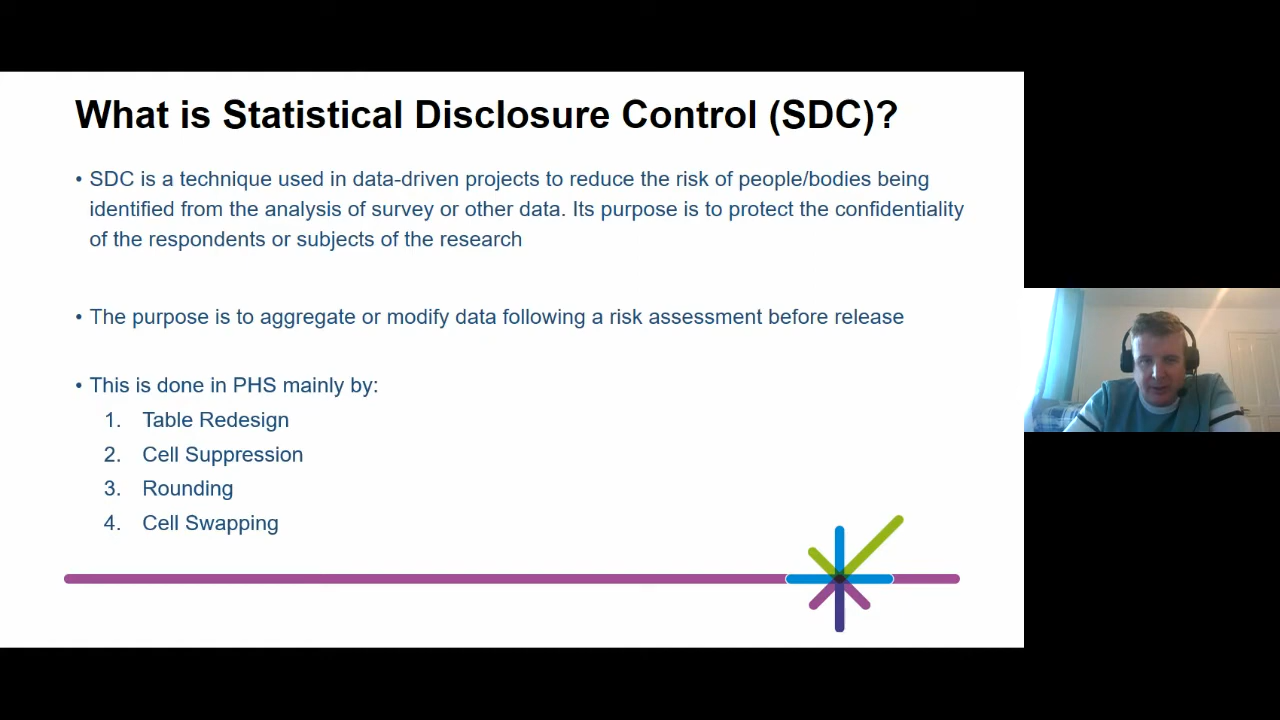 What is Statistical Disclosure Control (SDC)?
• SDC is a technique used in data-driven projects to reduce the risk of people/bodies being
identified from the analysis of survey or other data. Its purpose is to protect the confidentiality
of the respondents or subjects of the research
• The purpose is to aggregate or modify data following a risk assessment before release
• This is done in PHS mainly by:
1. Table Redesign
2. Cell Suppression
3. Rounding
4. Cell Swapping